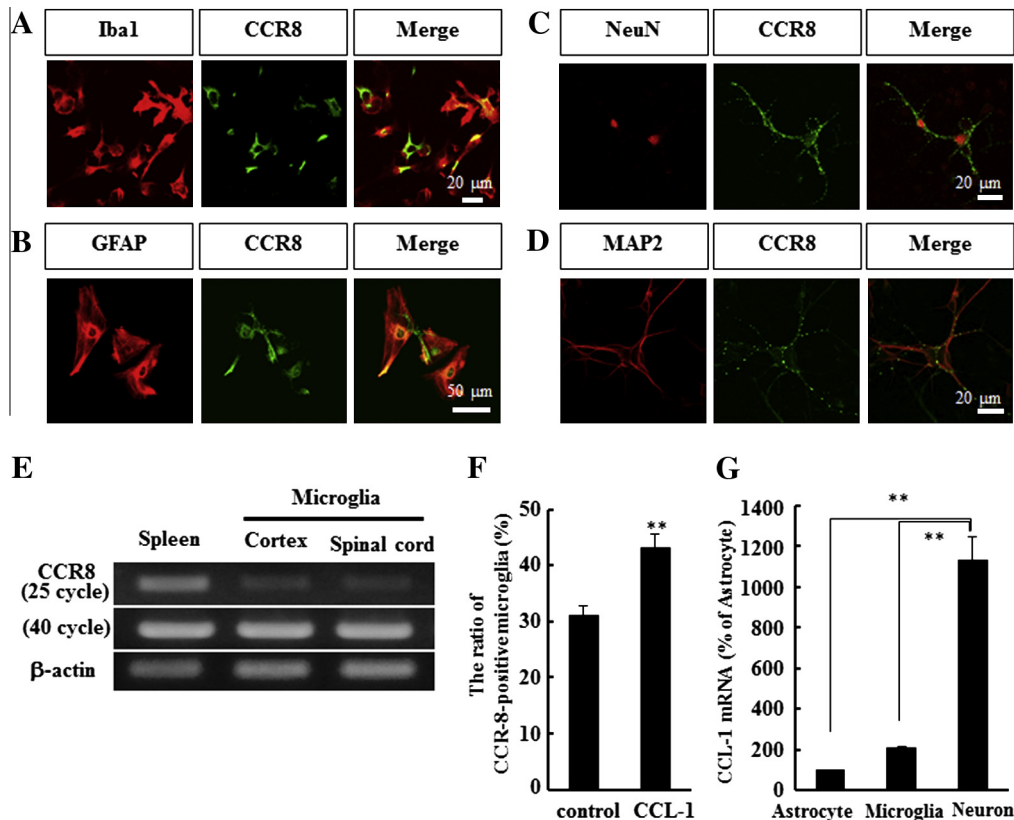 A
Iba1 CCR8 Merge
20 μm
B
GFAP CCR8 Merge
50 μm
C
NeuN CCR8 Merge
20 μm
D
MAP2 CCR8 Merge
20 μm
E
Microglia
Spleen Cortex Spinal cord
CCR8
(25 cycle)
(40 cycle)
β-actin
F
The ratio of
CCR-8-positive microglia (%)
50
40
30
20
10
0
**
control CCL-1
G
CCL-1 mRNA (% of Astrocyte)
1400
1200
1000
800
600
400
200
0
**
**
Astrocyte Microglia Neuron